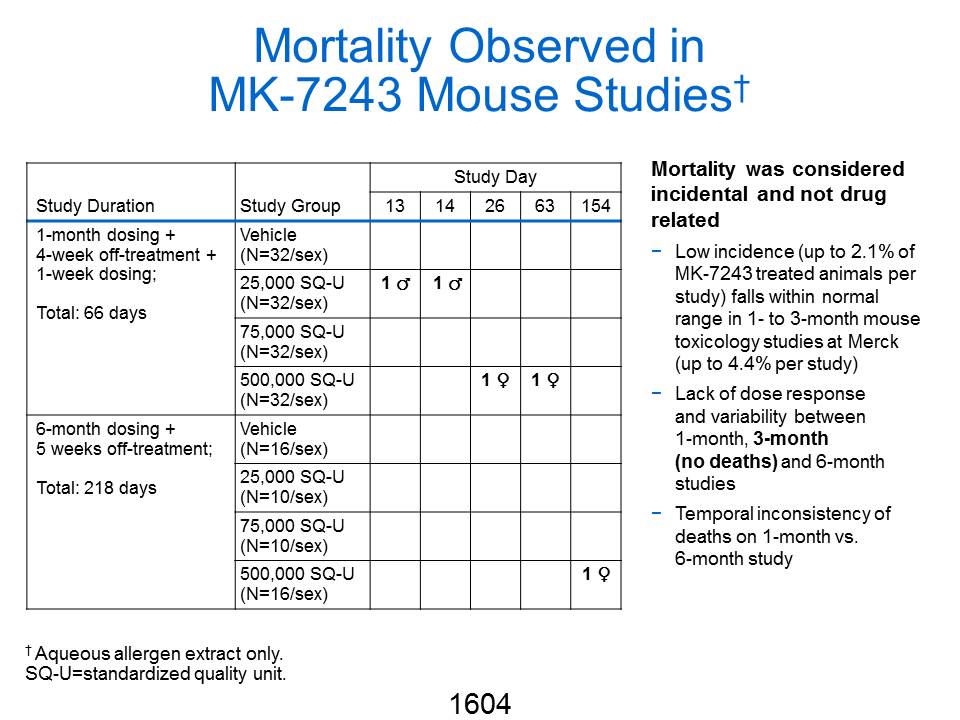 Mortality Observed in
MK-7243 Mouse Studies†
Study Duration
Study Group
Study Day
13 14 26 63 154
1-month dosing +
4-week off-treatment +
1-week dosing;
Total: 66 days
Vehicle
(N=32/sex)
25,000 SQ-U
(N=32/sex)
1 ♂ 1 ♂
75,000 SQ-U
(N=32/sex)
500,000 SQ-U
(N=32/sex)
1 ♀ 1 ♀
6-month dosing +
5 weeks off-treatment;
Total: 218 days
Vehicle
(N=16/sex)
25,000 SQ-U
(N=10/sex)
75,000 SQ-U
(N=10/sex)
500,000 SQ-U
(N=16/sex)
1 ♀
Mortality was considered
incidental and not drug
related
− Low incidence (up to 2.1% of
MK-7243 treated animals per
study) falls within normal
range in 1- to 3-month mouse
toxicology studies at Merck
(up to 4.4% per study)
− Lack of dose response
and variability between
1-month, 3-month
(no deaths) and 6-month
studies
− Temporal inconsistency of
deaths on 1-month vs.
6-month study
† Aqueous allergen extract only.
SQ-U=standardized quality unit.
1604